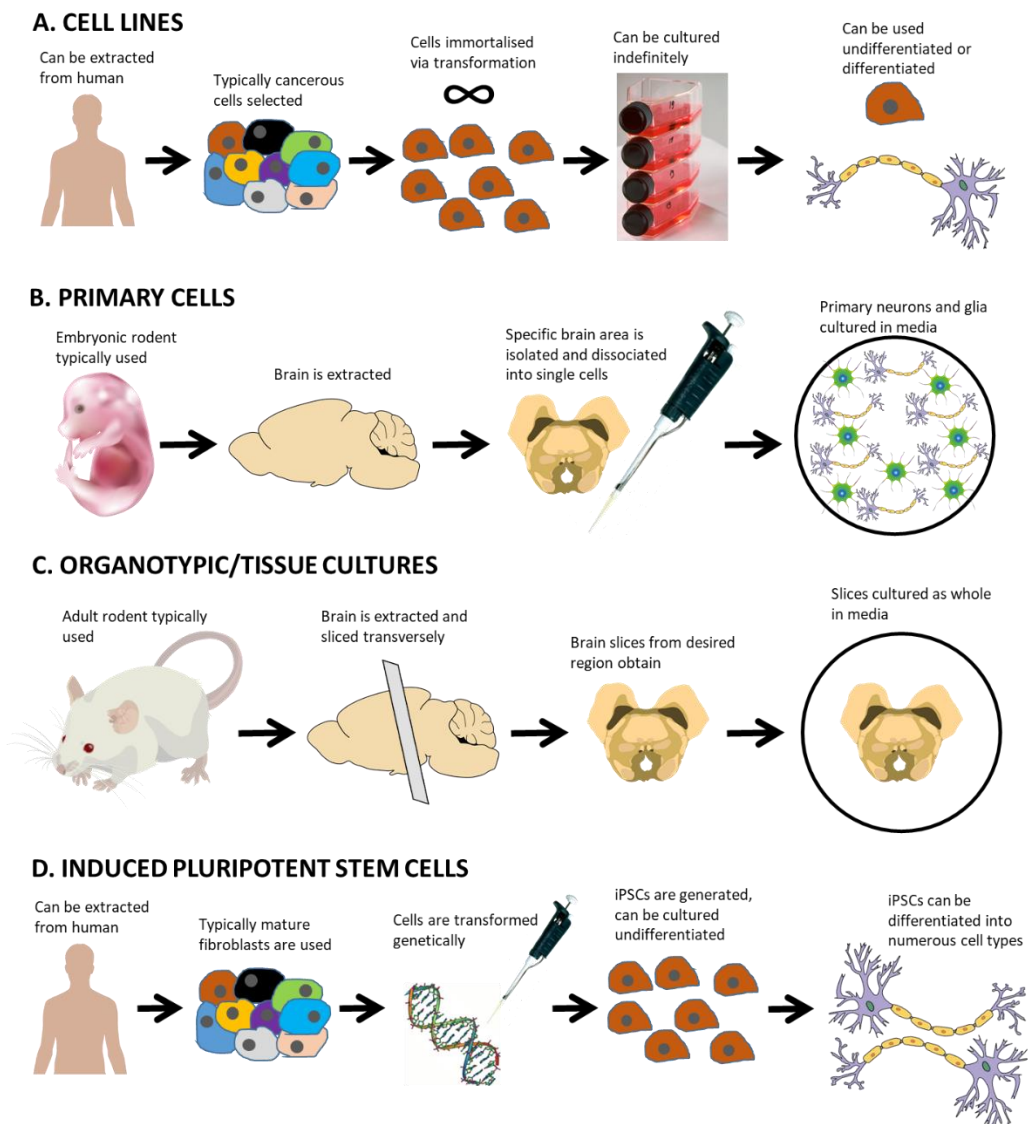 A. CELL LINES
Can be extracted
from human
Typically cancerous
cells selected
Cells immortalised
via transformation
Can be cultured
indefinitely
Can be used
undifferentiated or
differentiated
B. PRIMARY CELLS
Embryonic rodent
typically used
Brain is extracted
Specific brain area is
isolated and dissociated
into single cells
Primary neurons and glia
cultured in media
C. ORGANOTYPIC/TISSUE CULTURES
Adult rodent typically
used
Brain is extracted and
sliced transversely
Brain slices from desired
region obtain
Slices cultured as whole
in media
D. INDUCED PLURIPOTENT STEM CELLS
Can be extracted
from human
Typically mature
fibroblasts are used
Cells are transformed
genetically
iPSCs are generated,
can be cultured
undifferentiated
iPSCs can be
differentiated into
numerous cell types